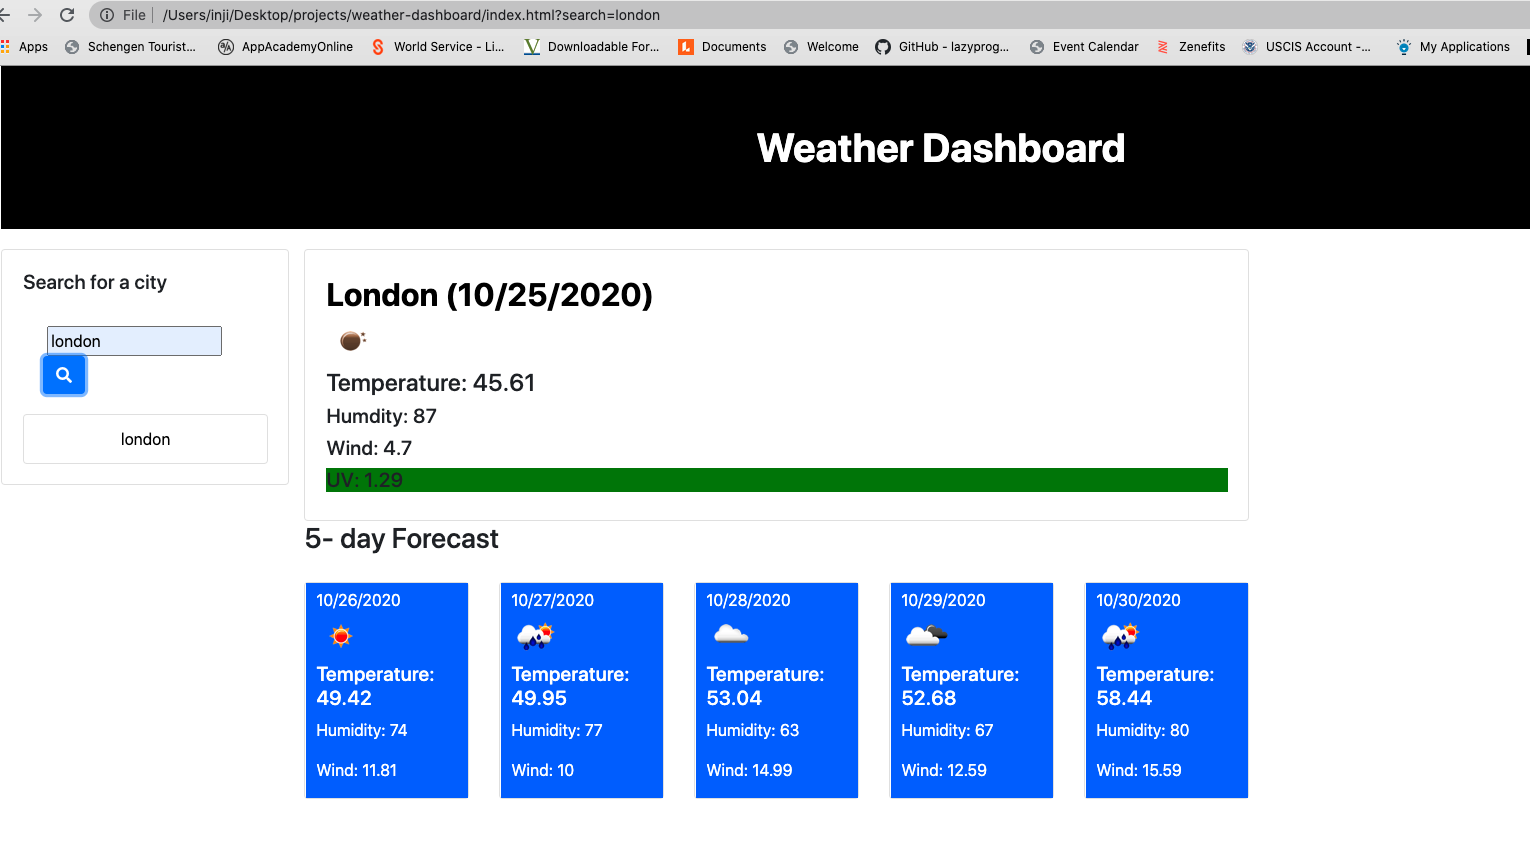 File /Users/inji/Desktop/projects/weather-dashboard/index.html?search=london
Apps Schengen Tourist... AppAcademyOnline World Service - Li... Downloadable For... Documents Welcome GitHub - lazyprog... Event Calendar Zenefits USCIS Account -... My Applications
Weather Dashboard
Search for a city
london
london
London (10/25/2020)
Temperature: 45.61
Humdity: 87
Wind: 4.7
UV: 1.29
5- day Forecast
10/26/2020 10/27/2020 10/28/2020 10/29/2020 10/30/2020
Temperature: Temperature: Temperature: Temperature: Temperature:
49.42 49.95 53.04 52.68 58.44
Humidity: 74 Humidity: 77 Humidity: 63 Humidity: 67 Humidity: 80
Wind: 11.81 Wind: 10 Wind: 14.99 Wind: 12.59 Wind: 15.59